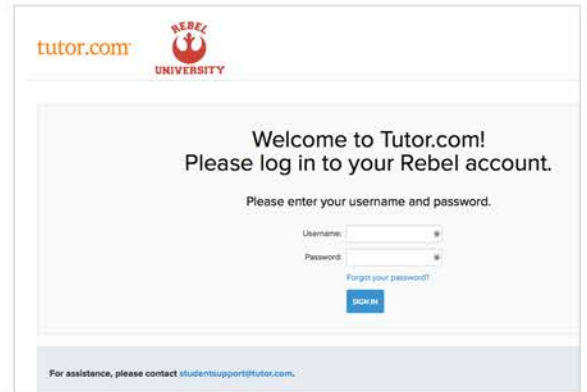 tutor.com
REBEL
UNIVERSITY
Welcome to Tutor.com!
Please log in to your Rebel account.
Please enter your username and password.
Username:
Password:
Forgot your password?
SIGN IN
For assistance, please contact studentsupport@tutor.com.